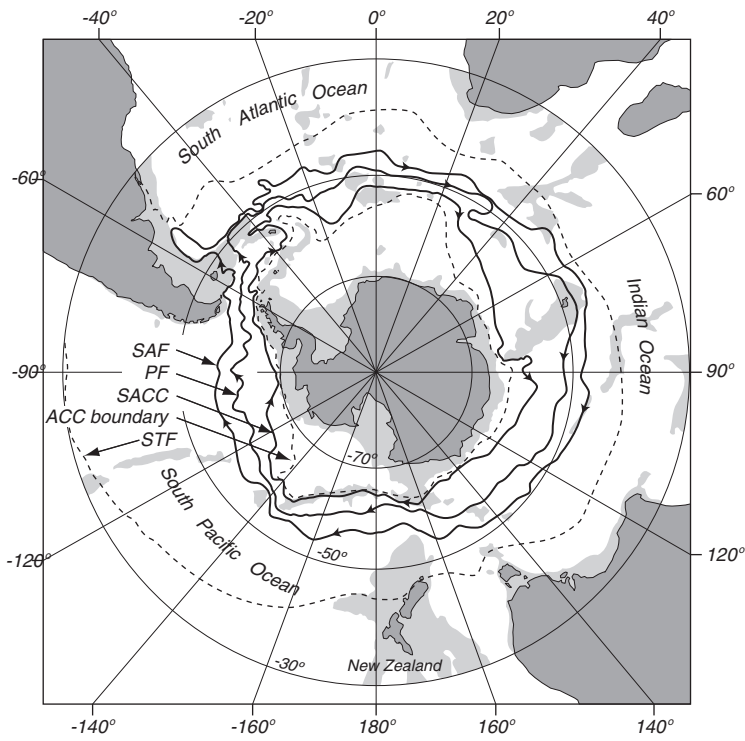 -40°
-20°
0°
20°
40°
South Atlantic Ocean
-60°
60°
Indian Ocean
SAF
-90°
PF
90°
SACC
ACC boundary
STF
-70°
South Pacific Ocean
-50°
-120°
120°
-30°
New Zealand
-140°
-160°
180°
160°
140°